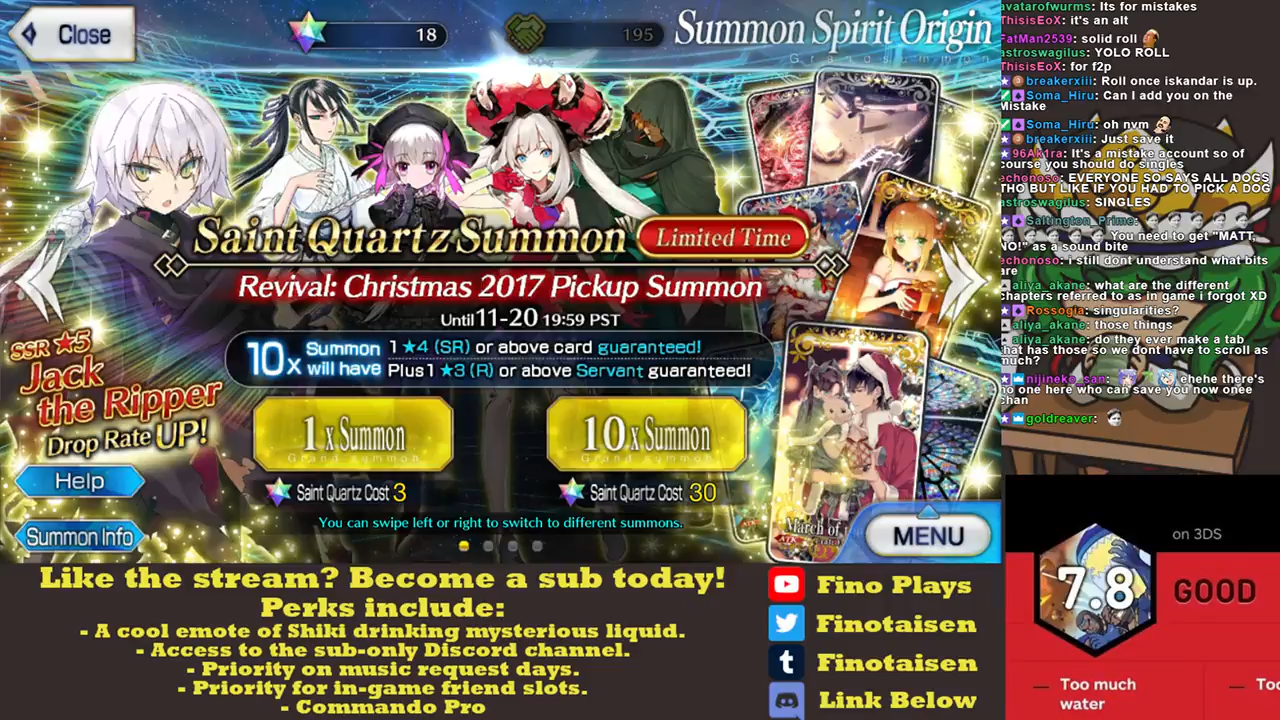 Close
18
195
Summon Spirit Origin
Grand summon
Saint Quartz Summon
Limited Time
Revival: Christmas 2017 Pickup Summon
Until 11-20 19:59 PST
10x Summon will have
1 ★4 (SR) or above card guaranteed!
Plus 1 ★3 (R) or above Servant guaranteed!
SSR ★5
Jack
the Ripper
Drop Rate UP!
1x Summon
Grand summon
10x Summon
Grand summon
Saint Quartz Cost 3
Saint Quartz Cost 30
Help
Summon Info
You can swipe left or right to switch to different summons.
March of
ATK
MENU
Like the stream? Become a sub today!
Perks include:
- A cool emote of Shiki drinking mysterious liquid.
- Access to the sub-only Discord channel.
- Priority on music request days.
- Priority for in-game friend slots.
- Commando Pro
Fino Plays
Finotaisen
Finotaisen
Link Below
avatarofwurms: Its for mistakes
ThisisEoX: it's an alt
FatMan2539: solid roll
astroswagilus: YOLO ROLL
ThisisEoX: for f2p
breakerxiii: Roll once iskandar is up.
Soma_Hiru: Can I add you on the
Mistake
Soma_Hiru: oh nvm
breakerxiii: Just save it
96Ak1ra: It's a mistake account so of
course you should do singles
echonoso: EVERYONE SO SAYS ALL DOGS
THO BUT LIKE IF YOU HAD TO PICK A DOG
astroswagilus: SINGLES
Saltington_Prime:
You need to get "MATT,
NO!" as a sound bite
echonoso: i still dont understand what bits
are
aliya_akane: what are the different
chapters referred to as in game i forgot XD
Rossogia: singularities?
aliya_akane: those things
aliya_akane: do they ever make a tab
that has those so we dont have to scroll as
much?
nijineko_san: ehehe there's
no one here who can save you now onee
chan
goldreaver:
on 3DS
7.8
GOOD
— Too much
water
— Too